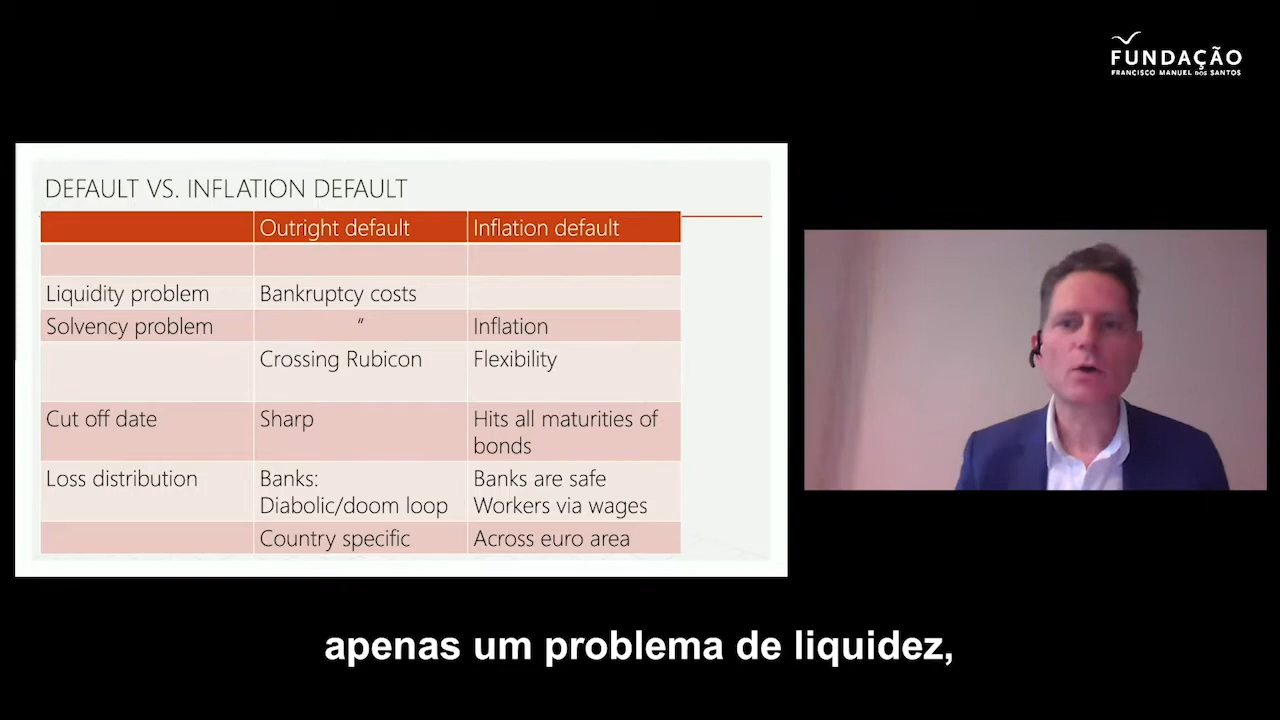 FUNDAÇÃO
FRANCISCO MANUEL DOS SANTOS
DEFAULT VS. INFLATION DEFAULT
Outright default Inflation default
Liquidity problem Bankruptcy costs
Solvency problem " Inflation
Crossing Rubicon Flexibility
Cut off date Sharp Hits all maturities of
bonds
Loss distribution Banks: Banks are safe
Diabolic/doom loop Workers via wages
Country specific Across euro area
apenas um problema de liquidez,